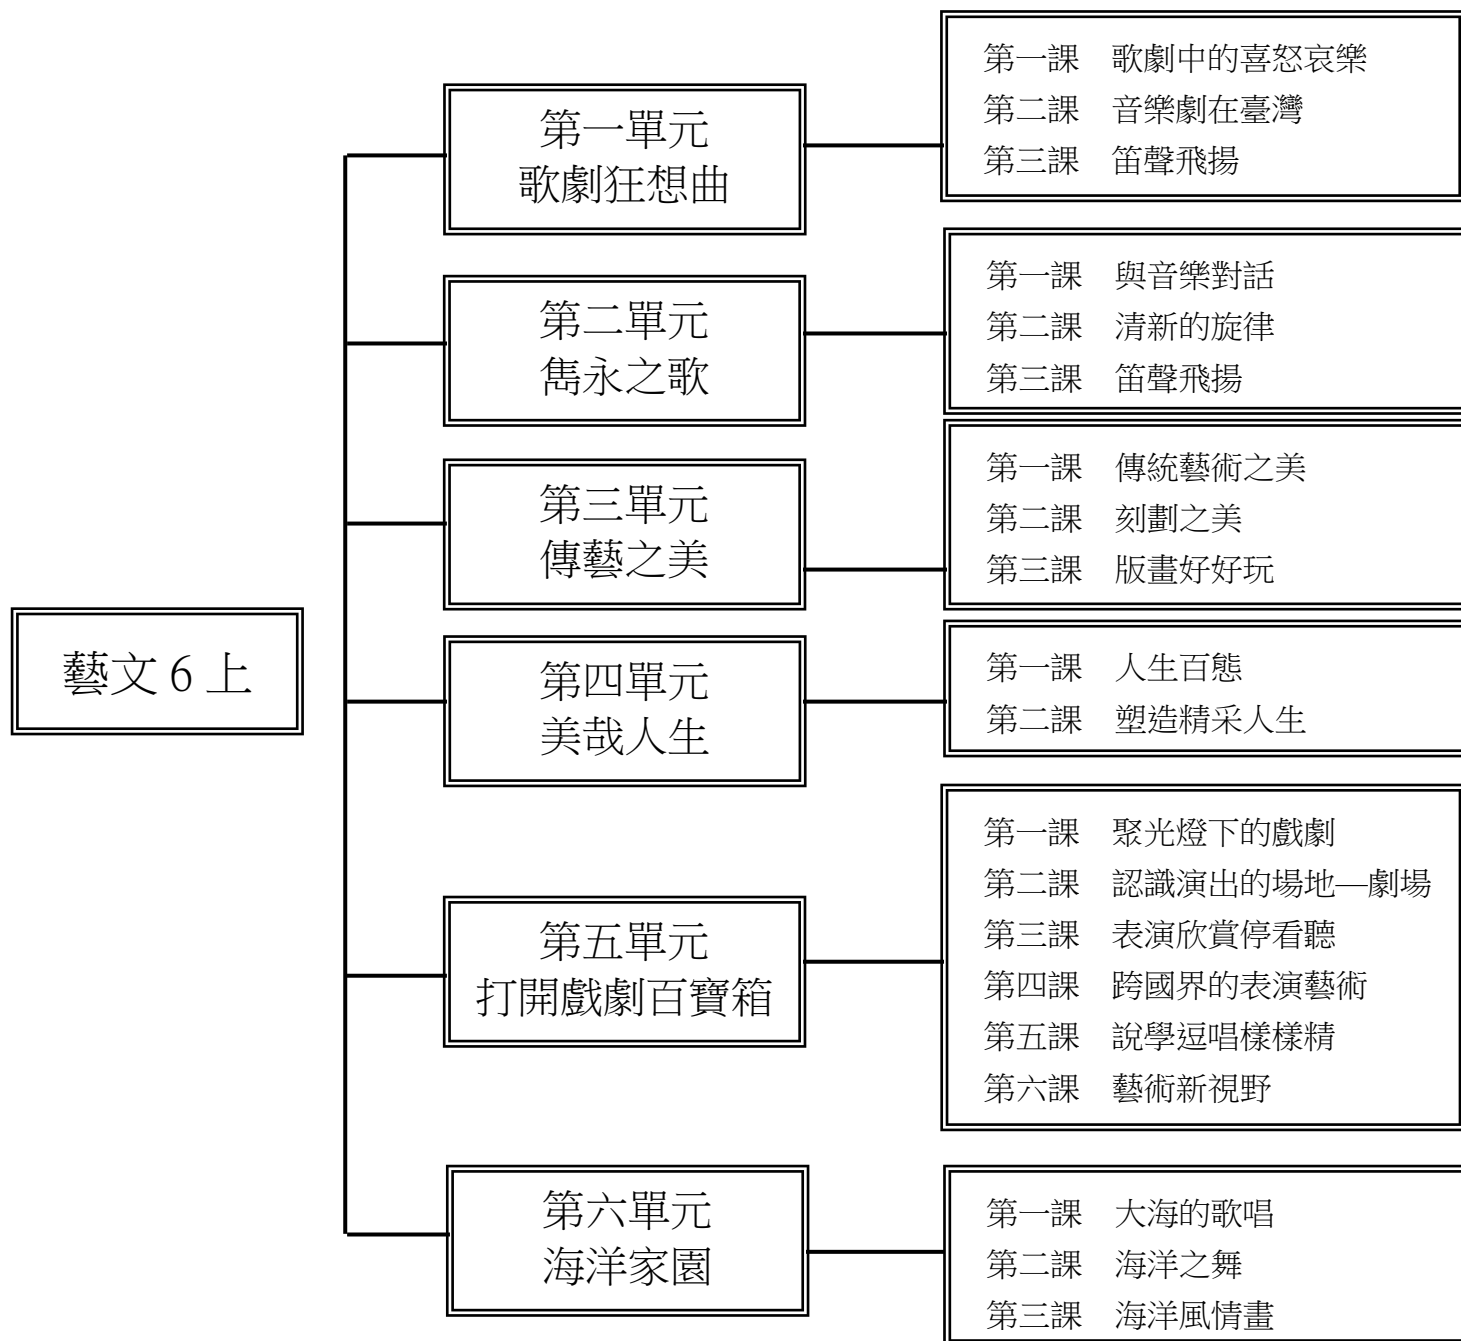 藝文6上
第一單元
歌劇狂想曲
第一課 歌劇中的喜怒哀樂
第二課 音樂劇在臺灣
第三課 笛聲飛揚
第二單元
雋永之歌
第一課 與音樂對話
第二課 清新的旋律
第三課 笛聲飛揚
第三單元
傳藝之美
第一課 傳統藝術之美
第二課 刻劃之美
第三課 版畫好好玩
第四單元
美哉人生
第一課 人生百態
第二課 塑造精采人生
第五單元
打開戲劇百寶箱
第一課 聚光燈下的戲劇
第二課 認識演出的場地—劇場
第三課 表演欣賞停看聽
第四課 跨國界的表演藝術
第五課 說學逗唱樣樣精
第六課 藝術新視野
第六單元
海洋家園
第一課 大海的歌唱
第二課 海洋之舞
第三課 海洋風情畫